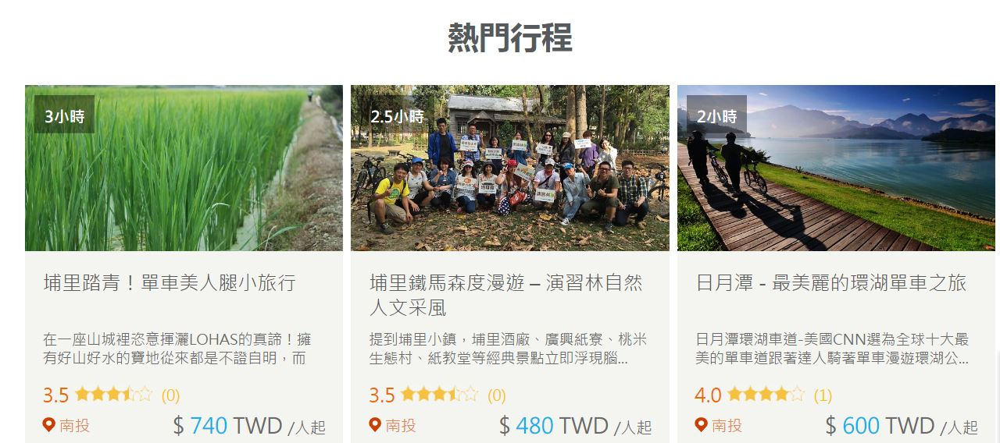 熱門行程
3小時
埔里踏青！單車美人腿小旅行
在一座山城裡恣意揮灑LOHAS的真諦！擁
有好山好水的寶地從來都是不證自明，而
3.5 (0)
南投 $ 740 TWD /人起
2.5小時
埔里鐵馬森度漫遊 – 演習林自然
人文采風
提到埔里小鎮，埔里酒廠、廣興紙寮、桃米
生態村、紙教堂等經典景點立即浮現腦...
3.5 (0)
南投 $ 480 TWD /人起
2小時
日月潭 - 最美麗的環湖單車之旅
日月潭環湖車道-美國CNN選為全球十大最
美的單車道跟著達人騎著單車漫遊環湖公...
4.0 (1)
南投 $ 600 TWD /人起